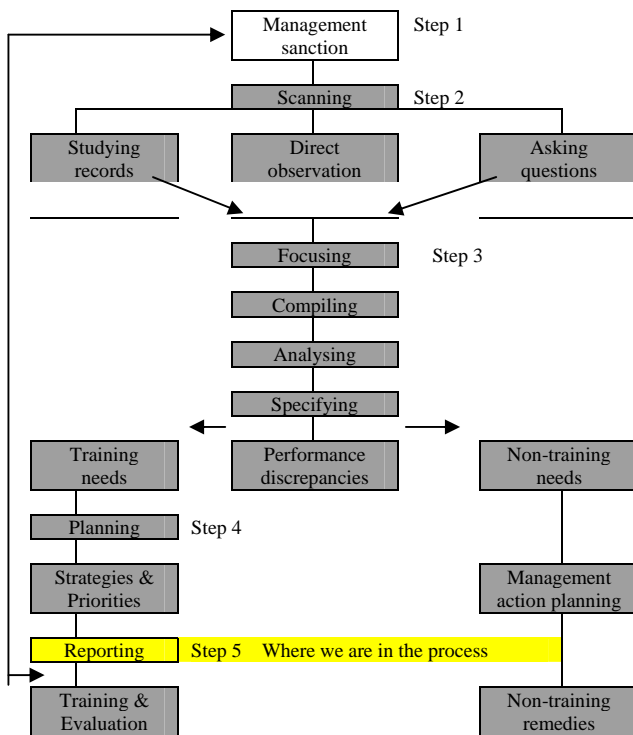 Management
sanction
Step 1
Scanning
Step 2
Studying
records
Direct
observation
Asking
questions
Focusing
Step 3
Compiling
Analysing
Specifying
Training
needs
Performance
discrepancies
Non-training
needs
Planning
Step 4
Strategies &
Priorities
Management
action planning
Reporting
Step 5 Where we are in the process
Training &
Evaluation
Non-training
remedies